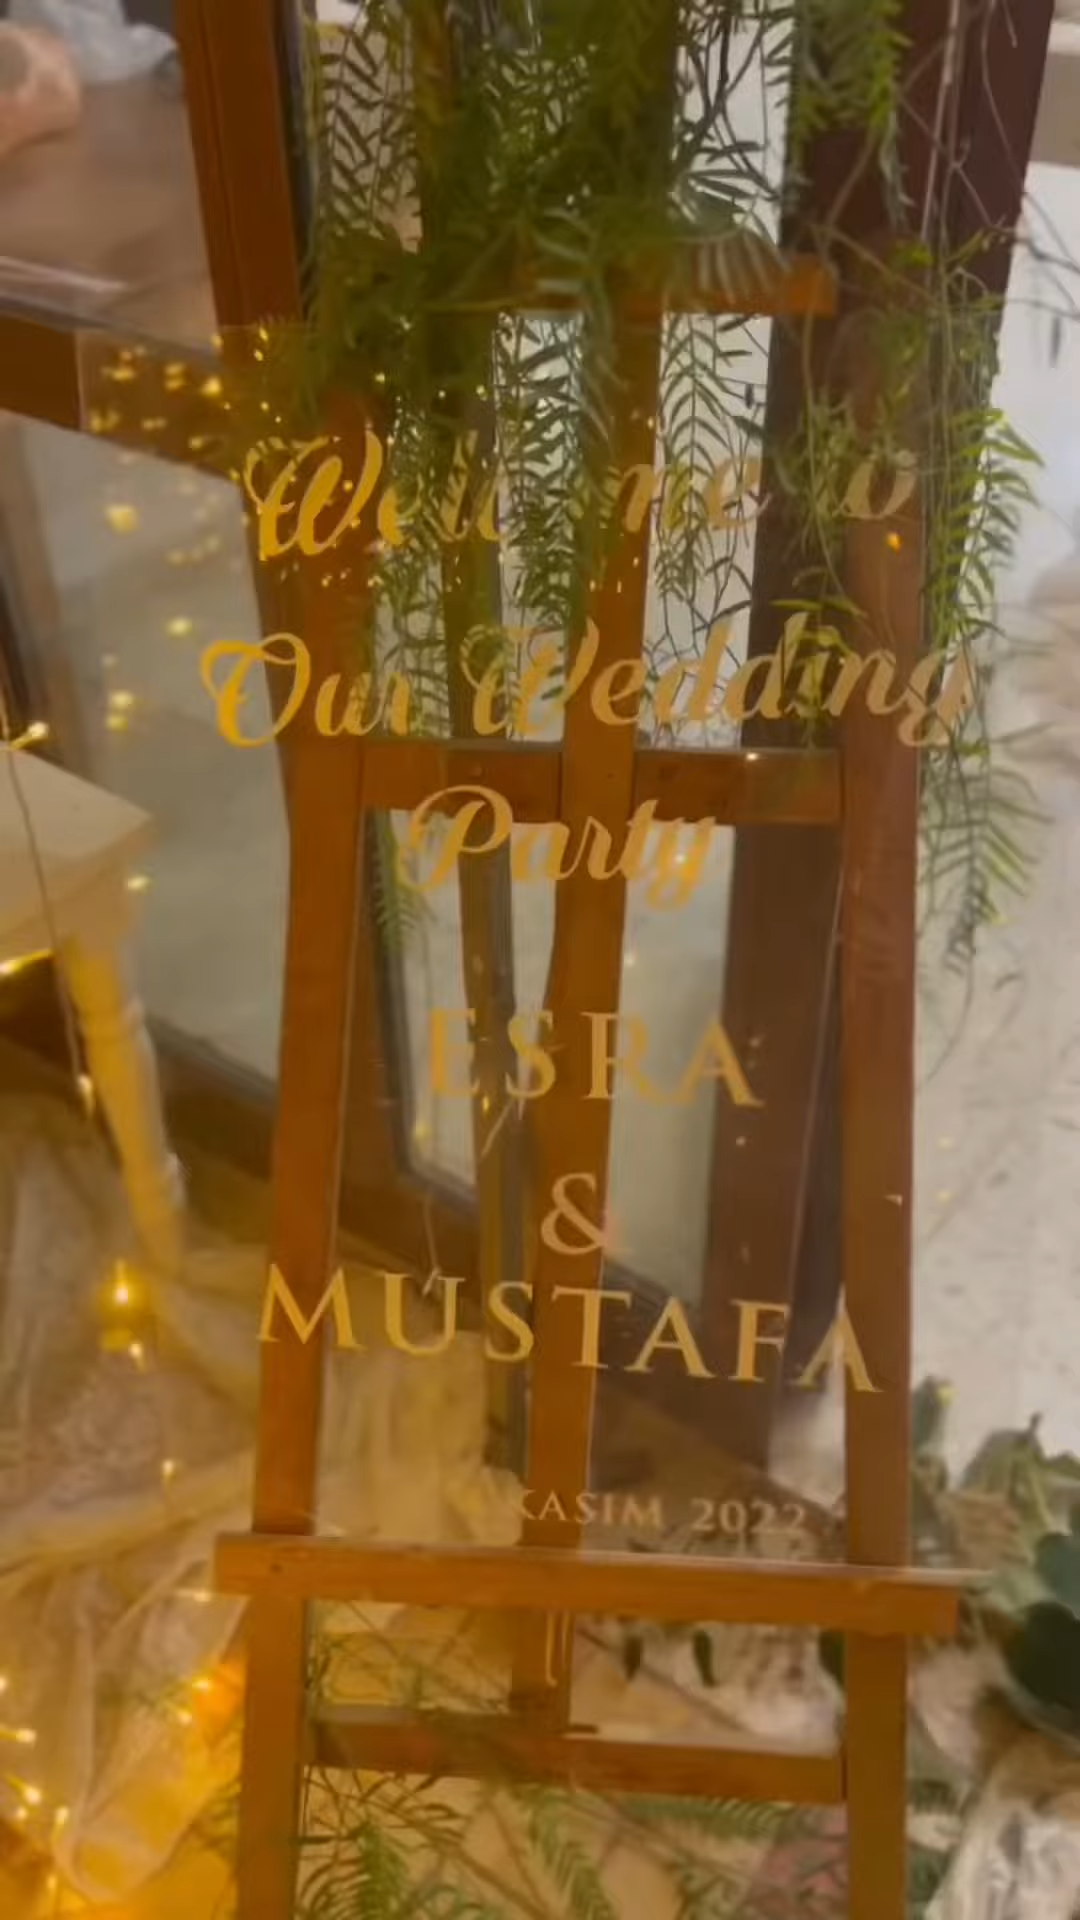 Welcome to
Our Wedding
Party
ESRA
&
MUSTAFA
KASIM 2022